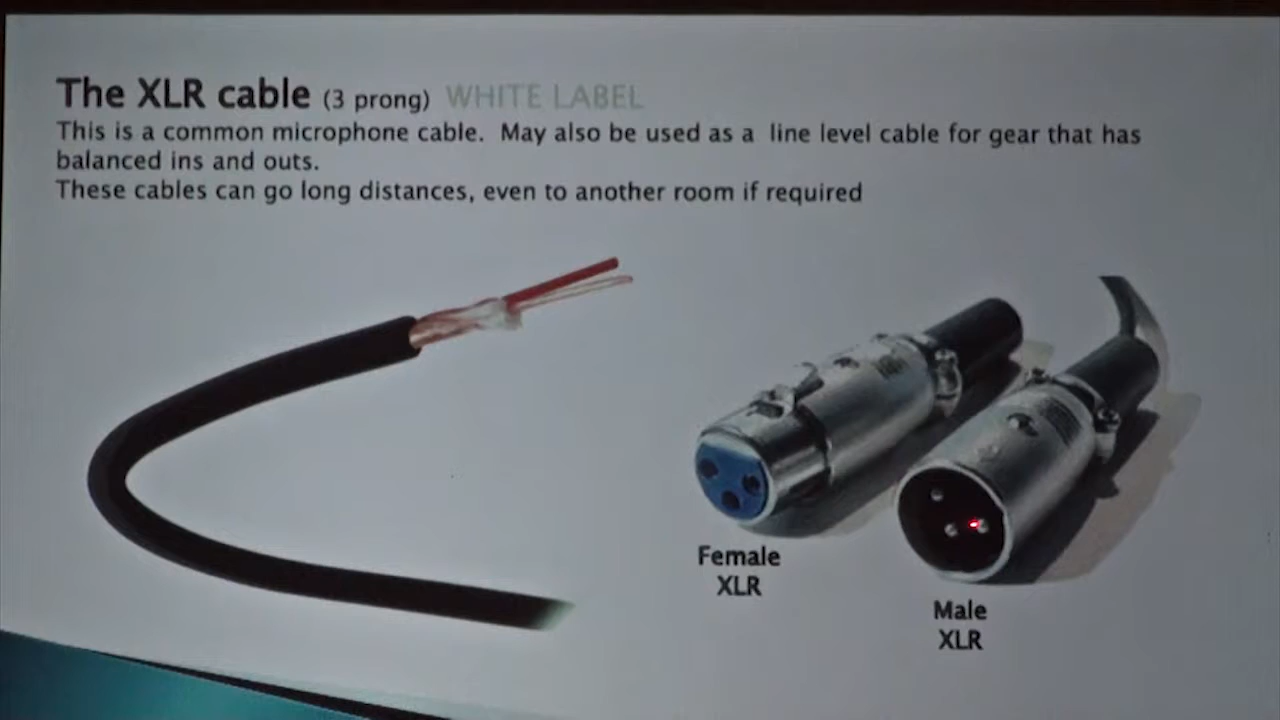 The XLR cable (3 prong) WHITE LABEL
This is a common microphone cable. May also be used as a line level cable for gear that has
balanced ins and outs.
These cables can go long distances, even to another room if required
Female
XLR
Male
XLR